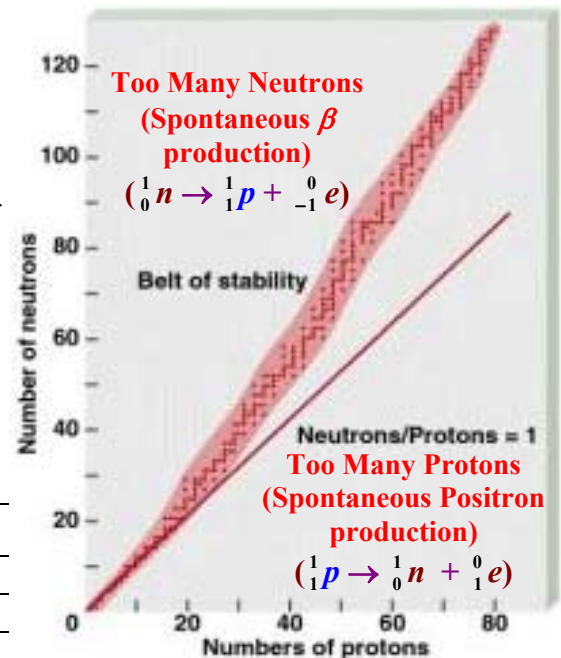 120
Too Many Neutrons
(Spontaneous β
production)
(¹₀n → ¹₁p + ⁰₋₁e)
100
80
Belt of stability
60
Number of neutrons
40
Neutrons/Protons = 1
Too Many Protons
(Spontaneous Positron
production)
(¹₁p → ¹₀n + ⁰₁e)
20
0 20 40 60 80
Numbers of protons